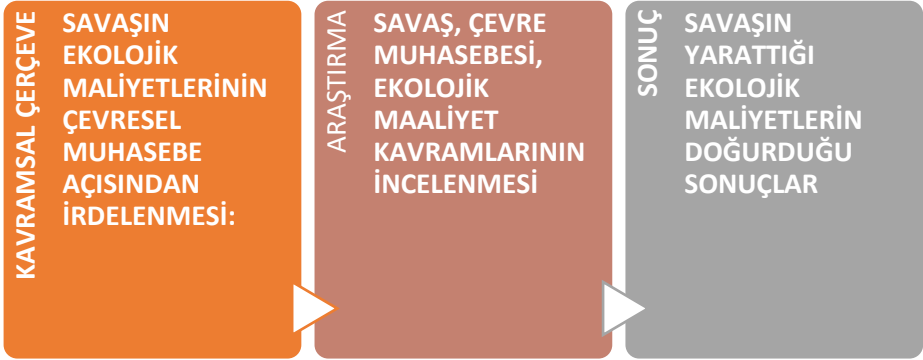 KAVRAMSAL ÇERÇEVE
SAVAŞIN
EKOLOJİK
MALİYETLERİNİN
ÇEVRESEL
MUHASEBE
AÇISINDAN
İRDELENMESİ:
ARAŞTIRMA
SAVAŞ, ÇEVRE
MUHASEBESİ,
EKOLOJİK
MAALİYET
KAVRAMLARININ
İNCELENMESİ
SONUÇ
SAVAŞIN
YARATTIĞI
EKOLOJİK
MALİYETLERİN
DOĞURDUĞU
SONUÇLAR